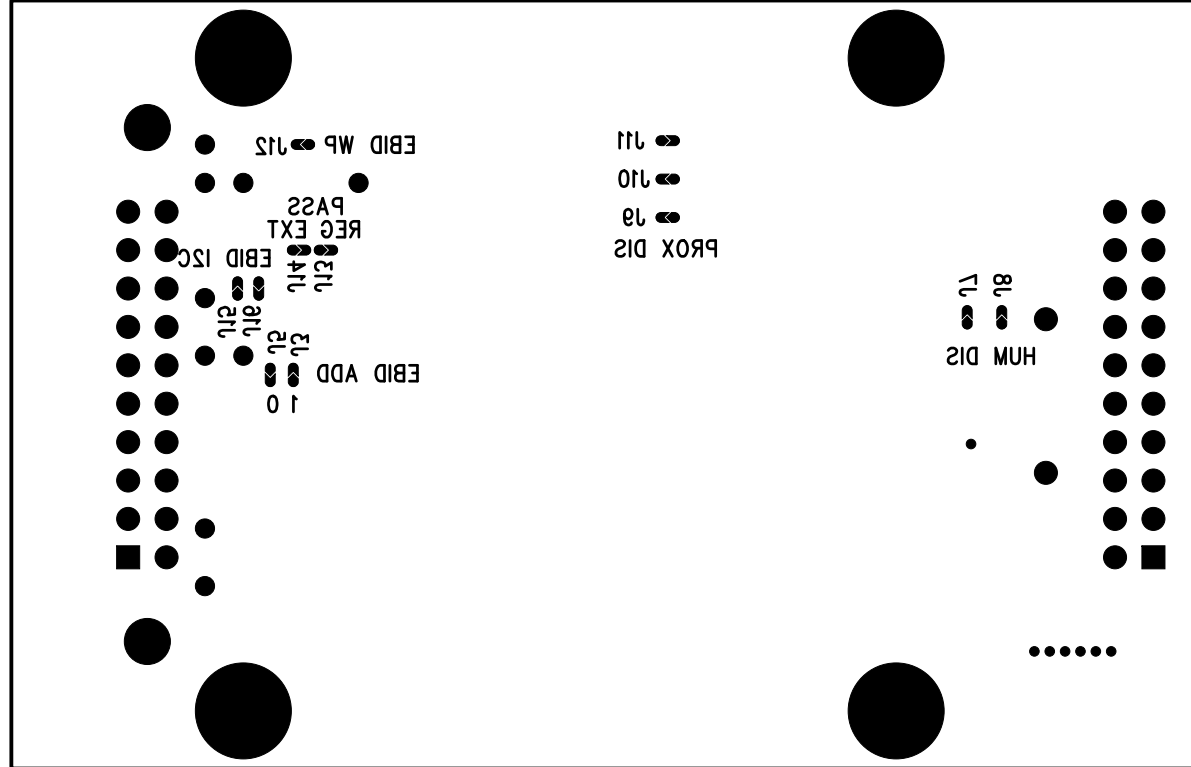 J12 EBID WP
PASS
REG EXT
J14 J13
EBID I2C
J15 J16
J5 J3
EBID ADD
0 1
J11
J10
J9
PROX DIS
J7 J8
HUM DIS